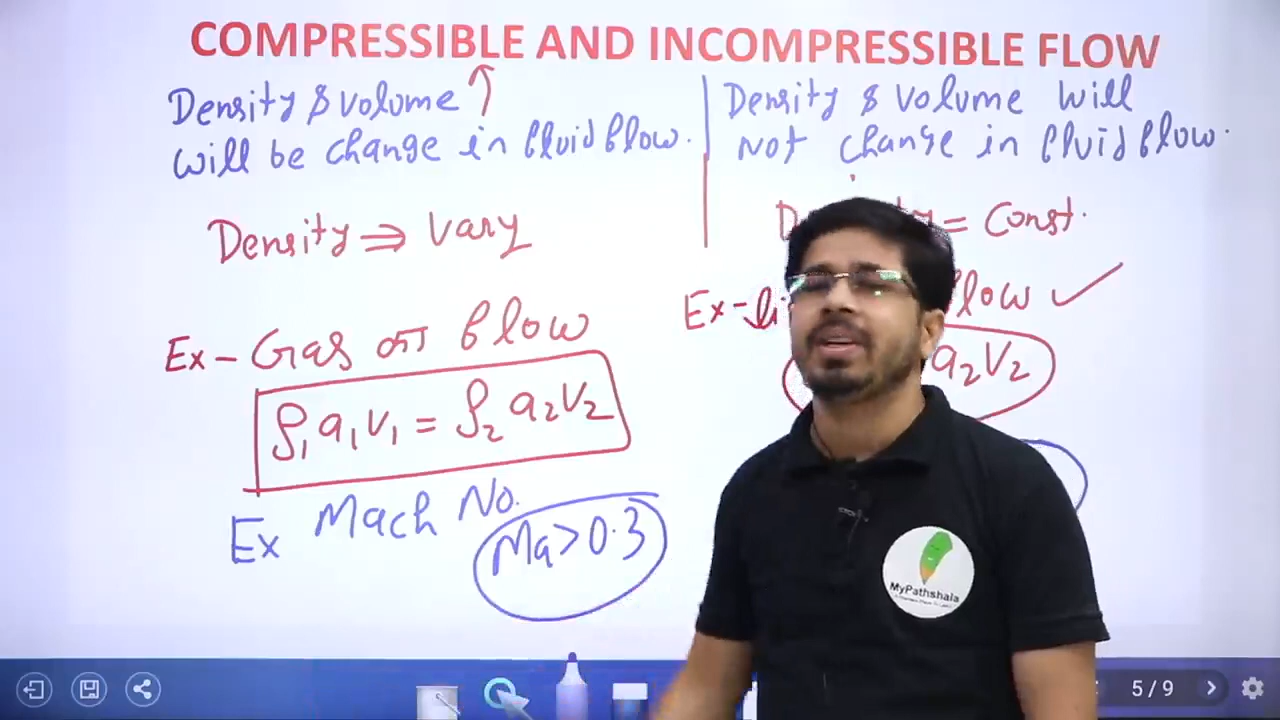 COMPRESSIBLE AND INCOMPRESSIBLE FLOW
Density & volume
will be change in fluid flow.
Density ⇒ Vary
Ex - Gas flow
ρ₁a₁v₁ = ρ₂a₂v₂
Ex Mach No.
Ma>0.3
Density & volume will
not change in fluid flow.
= Const.
Ex - flow ✓
a₂v₂
MyPathshala
5/9